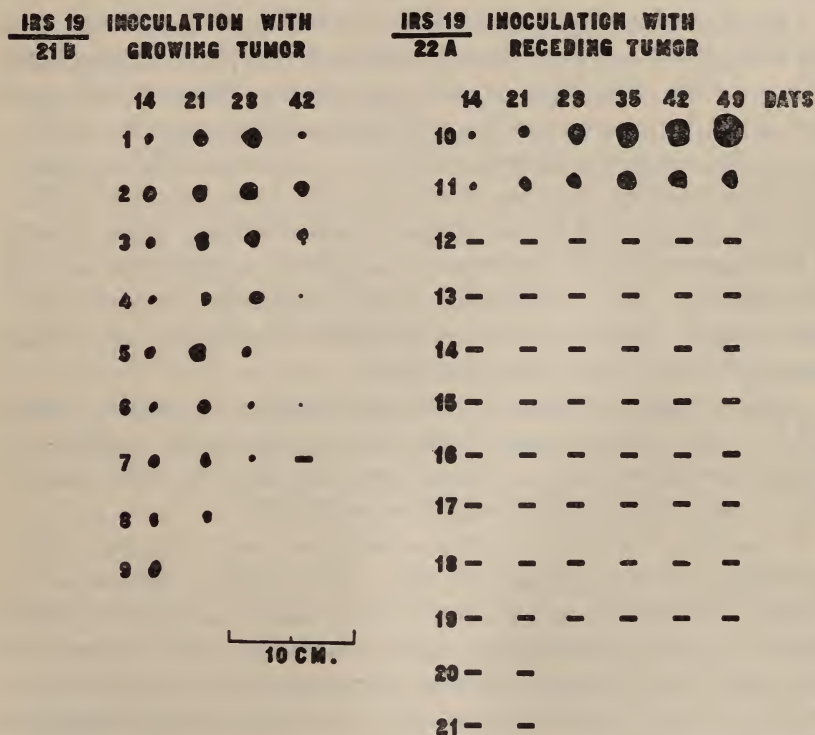 IRS 19 INOCULATION WITH
21 B GROWING TUMOR
14 21 28 42
1
2
3
4
5
6
7 –
8
9
10 CM.
IRS 19 INOCULATION WITH
22 A RECEDING TUMOR
14 21 28 35 42 49 DAYS
10
11
12 – – – – – –
13 – – – – – –
14 – – – – – –
15 – – – – – –
16 – – – – – –
17 – – – – – –
18 – – – – – –
19 – – – – – –
20 – –
21 – –